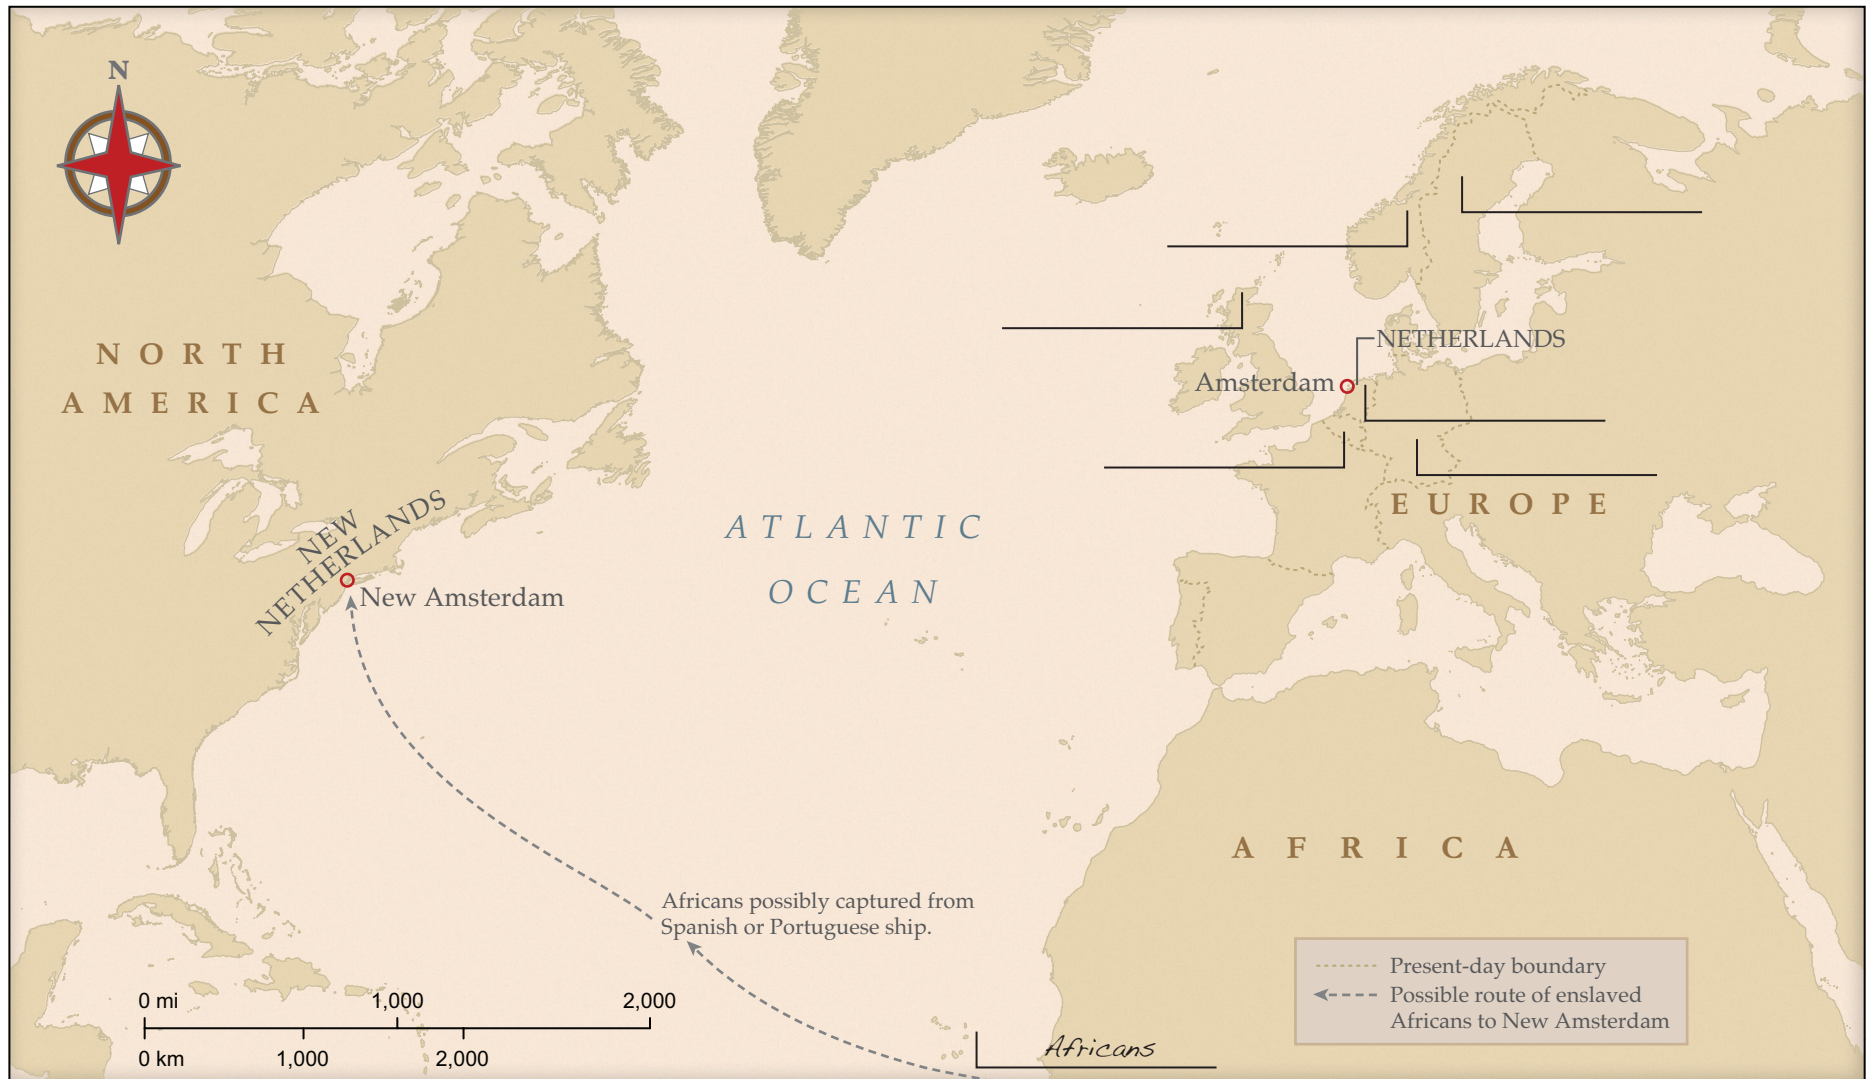 N
NORTH
AMERICA
NETHERLANDS
Amsterdam
EUROPE
NEW
NETHERLANDS
New Amsterdam
ATLANTIC
OCEAN
AFRICA
Africans possibly captured from
Spanish or Portuguese ship.
0 mi 1,000 2,000
0 km 1,000 2,000
Africans
Present-day boundary
Possible route of enslaved
Africans to New Amsterdam